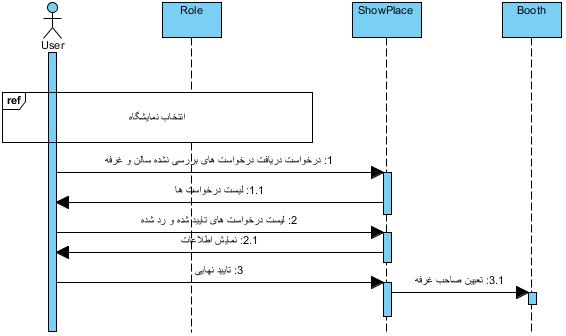 Role
ShowPlace
Booth
User
ref
انتخاب نمایشگاه
1: درخواست دریافت درخواست های بررسی نشده سالن و غرفه
1.1: لیست درخواست ها
2: لیست درخواست های تایید شده و رد شده
2.1: نمایش اطلاعات
3: تایید نهایی
3.1: تعیین صاحب غرفه